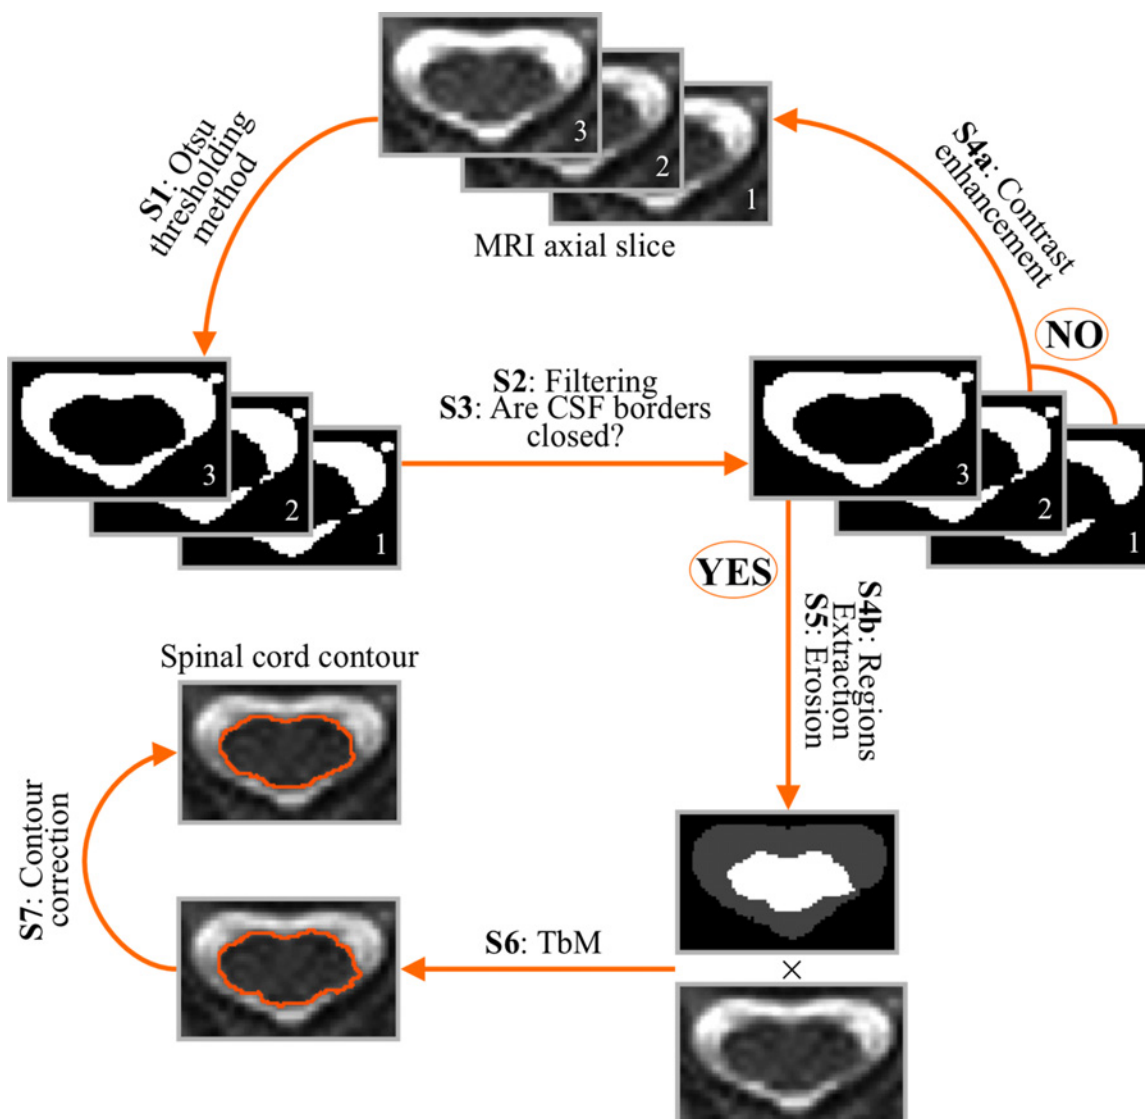 3
2
1
MRI axial slice
S1: Otsu
thresholding
method
S4a: Contrast
enhancement
NO
3
2
1
S2: Filtering
S3: Are CSF borders
closed?
3
2
1
YES
S4b: Regions
Extraction
S5: Erosion
Spinal cord contour
S7: Contour
correction
S6: TbM
×